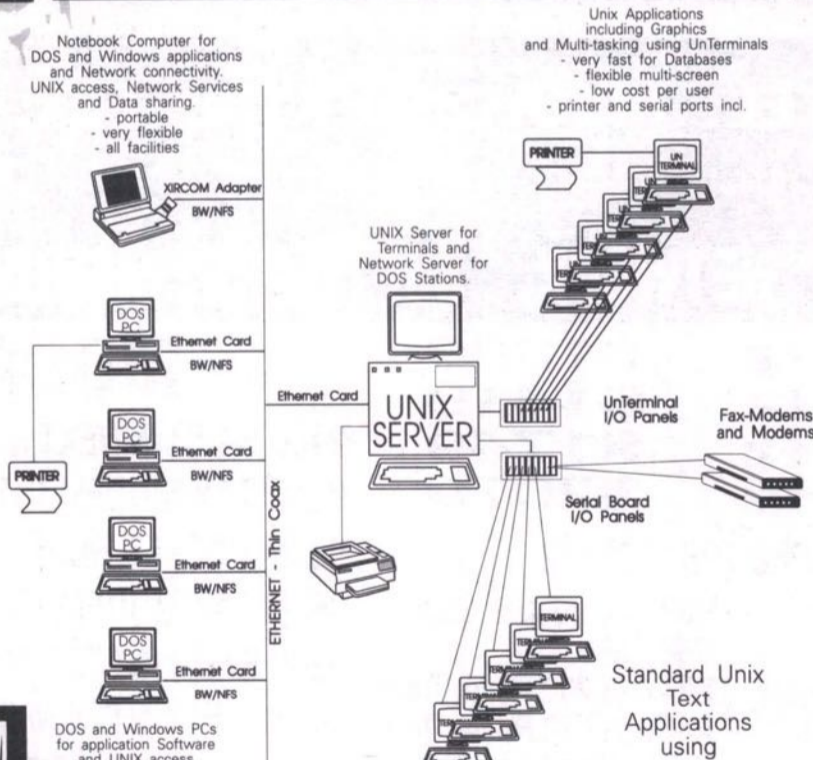 Notebook Computer for
DOS and Windows applications
and Network connectivity.
UNIX access, Network Services
and Data sharing.
- portable
- very flexible
- all facilities
XIRCOM Adapter
BW/NFS
Unix Applications
including Graphics
and Multi-tasking using UnTerminals
- very fast for Databases
- flexible multi-screen
- low cost per user
- printer and serial ports incl.
PRINTER
UN
TERMINAL
UNIX Server for
Terminals and
Network Server for
DOS Stations.
DOS
PC
Ethernet Card
BW/NFS
DOS
PC
Ethernet Card
BW/NFS
PRINTER
DOS
PC
Ethernet Card
BW/NFS
DOS
PC
Ethernet Card
BW/NFS
ETHERNET - Thin Coax
Ethernet Card
UNIX
SERVER
UnTerminal
I/O Panels
Fax-Modems
and Modems
Serial Board
I/O Panels
TERMINAL
Standard Unix
Text
Applications
using
DOS and Windows PCs
for application Software
and UNIX access